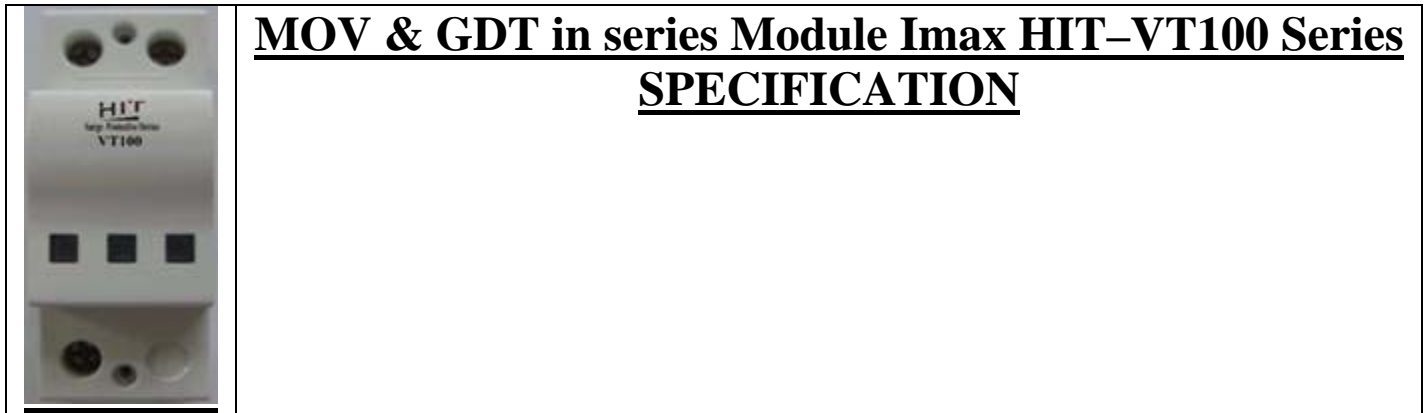 MOV & GDT in series Module Imax HIT–VT100 Series
SPECIFICATION
HIT
VT100